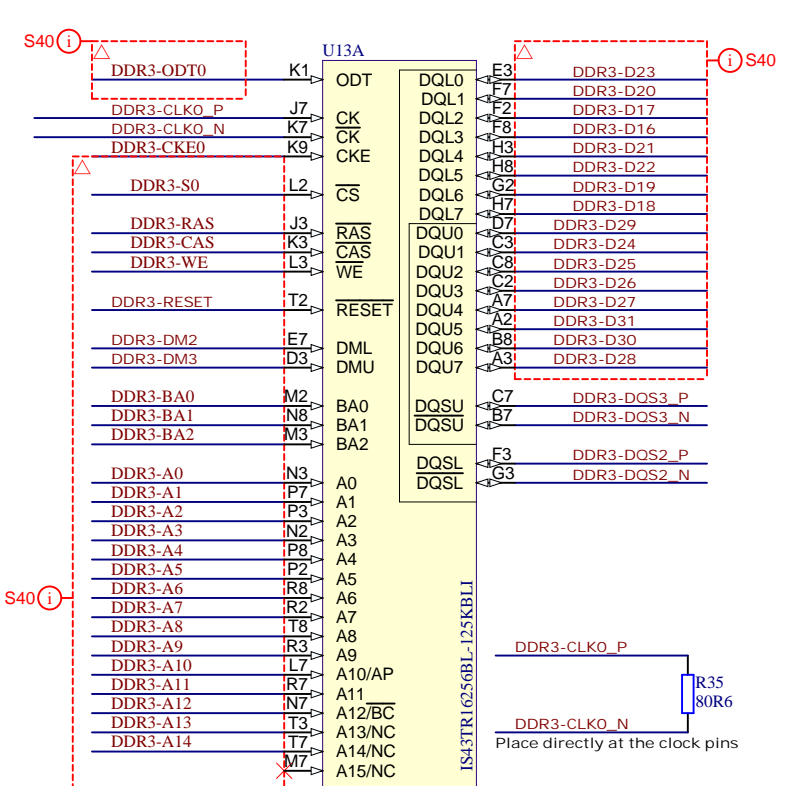 S40 i
U13A
i S40
DDR3-ODT0 K1 ODT DQL0 E3 DDR3-D23
DQL1 F7 DDR3-D20
DDR3-CLK0_P J7 CK DQL2 F2 DDR3-D17
DDR3-CLK0_N K7 CK DQL3 F8 DDR3-D16
DDR3-CKE0 K9 CKE DQL4 H3 DDR3-D21
DQL5 H8 DDR3-D22
DDR3-S0 L2 CS DQL6 G2 DDR3-D19
DQL7 H7 DDR3-D18
DDR3-RAS J3 RAS DQU0 D7 DDR3-D29
DDR3-CAS K3 CAS DQU1 C3 DDR3-D24
DDR3-WE L3 WE DQU2 C8 DDR3-D25
DQU3 C2 DDR3-D26
DDR3-RESET T2 RESET DQU4 A7 DDR3-D27
DQU5 A2 DDR3-D31
DDR3-DM2 E7 DML DQU6 B8 DDR3-D30
DDR3-DM3 D3 DMU DQU7 A3 DDR3-D28
DDR3-BA0 M2 BA0 DQSU C7 DDR3-DQS3_P
DDR3-BA1 N8 BA1 DQSU B7 DDR3-DQS3_N
DDR3-BA2 M3 BA2
DQSL F3 DDR3-DQS2_P
DDR3-A0 N3 A0 DQSL G3 DDR3-DQS2_N
DDR3-A1 P7 A1
DDR3-A2 P3 A2
DDR3-A3 N2 A3
DDR3-A4 P8 A4
DDR3-A5 P2 A5
S40 i
DDR3-A6 R8 A6
DDR3-A7 R2 A7
DDR3-A8 T8 A8
DDR3-A9 R3 A9
DDR3-A10 L7 A10/AP
DDR3-A11 R7 A11
DDR3-A12 N7 A12/BC
DDR3-A13 T3 A13/NC
DDR3-A14 T7 A14/NC
M7 A15/NC
IS43TR16256BL-125KBLI
DDR3-CLK0_P
R35
80R6
DDR3-CLK0_N
Place directly at the clock pins